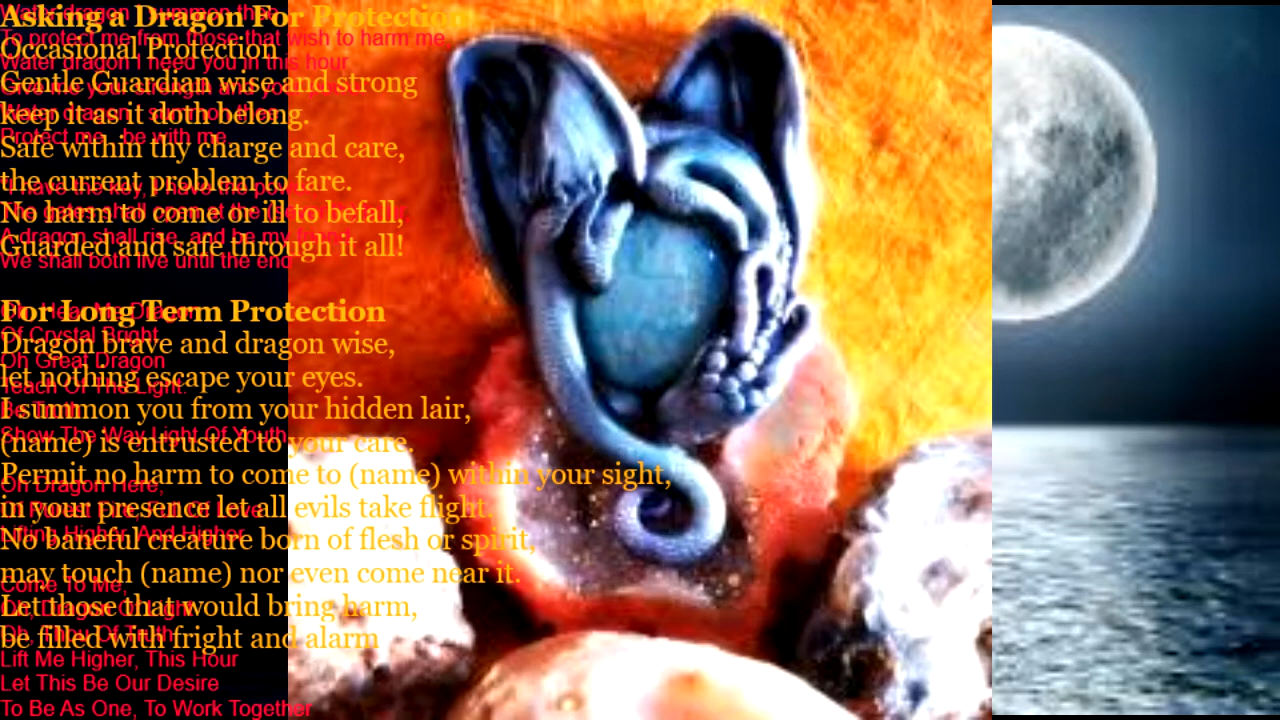 Asking a Dragon For Protection
Occasional Protection
Gentle Guardian wise and strong
keep it as it doth belong.
Safe within thy charge and care,
the current problem to fare.
No harm to come or ill to befall,
Guarded and safe through it all!
For Long Term Protection
Dragon brave and dragon wise,
let nothing escape your eyes.
I summon you from your hidden lair,
(name) is entrusted to your care.
Permit no harm to come to (name) within your sight,
in your presence let all evils take flight.
No baneful creature born of flesh or spirit,
may touch (name) nor even come near it.
Let those that would bring harm,
be filled with fright and alarm
To protect me from those that wish to harm me
Water dragon I need you in this hour
Protect me, be with me
A dragon shall rise, and be my
We shall both live until the end
Of Crystal Bright
Oh Great Dragon
Teach Of The Light
Show The Way, Light Of Youth
Oh Dragon Here,
Lifting Higher, And Higher
Come To Me,
Lift Me Higher, This Hour
Let This Be Our Desire
To Be As One, To Work Together